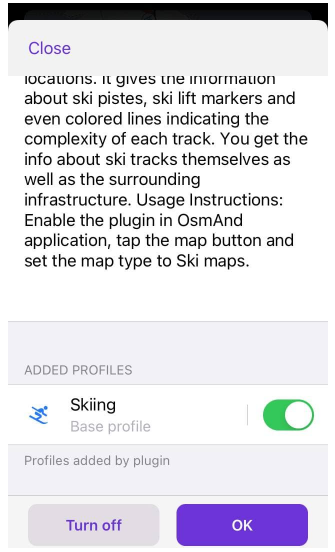 Close
locations. It gives the information
about ski pistes, ski lift markers and
even colored lines indicating the
complexity of each track. You get the
info about ski tracks themselves as
well as the surrounding
infrastructure. Usage Instructions:
Enable the plugin in OsmAnd
application, tap the map button and
set the map type to Ski maps.
ADDED PROFILES
Skiing
Base profile
Profiles added by plugin
Turn off
OK